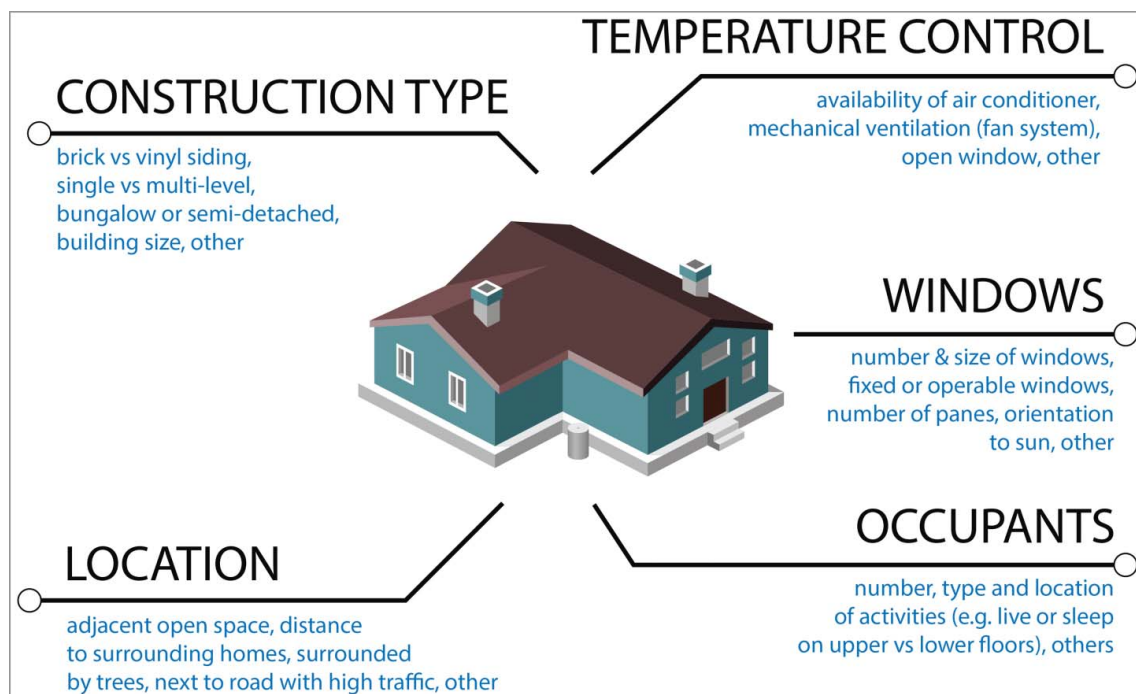 TEMPERATURE CONTROL
availability of air conditioner,
mechanical ventilation (fan system),
open window, other
CONSTRUCTION TYPE
brick vs vinyl siding,
single vs multi-level,
bungalow or semi-detached,
building size, other
WINDOWS
number & size of windows,
fixed or operable windows,
number of panes, orientation
to sun, other
LOCATION
adjacent open space, distance
to surrounding homes, surrounded
by trees, next to road with high traffic, other
OCCUPANTS
number, type and location
of activities (e.g. live or sleep
on upper vs lower floors), others